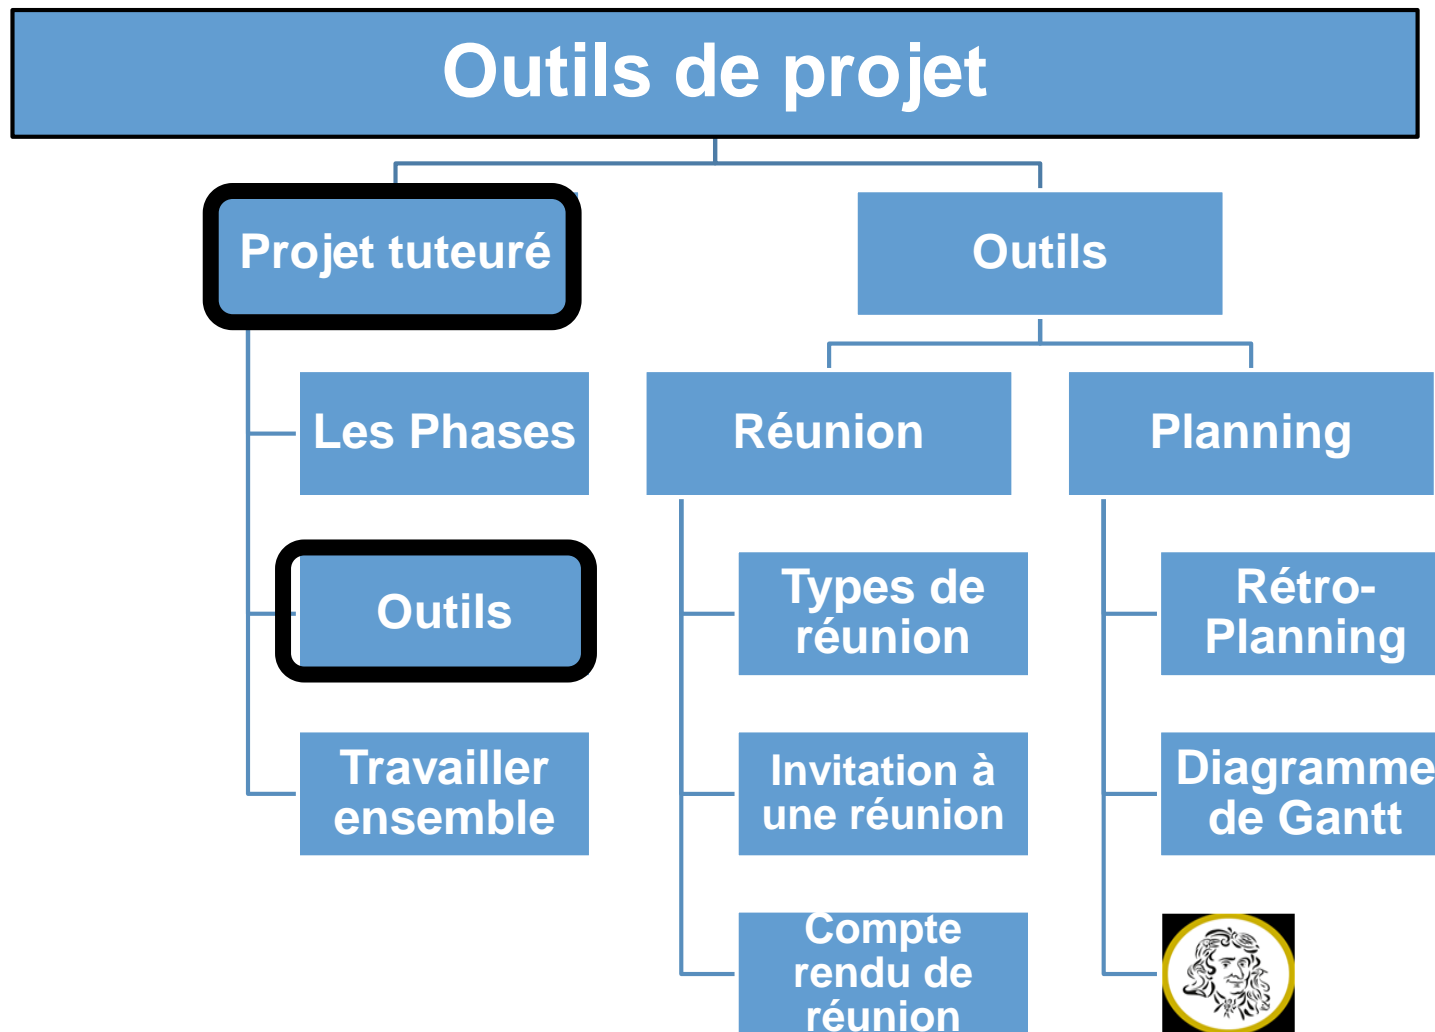 Outils de projet
Projet tuteuré
Outils
Les Phases
Réunion
Planning
Outils
Types de
réunion
Rétro-
Planning
Travailler
ensemble
Invitation à
une réunion
Diagramme
de Gantt
Compte
rendu de
réunion